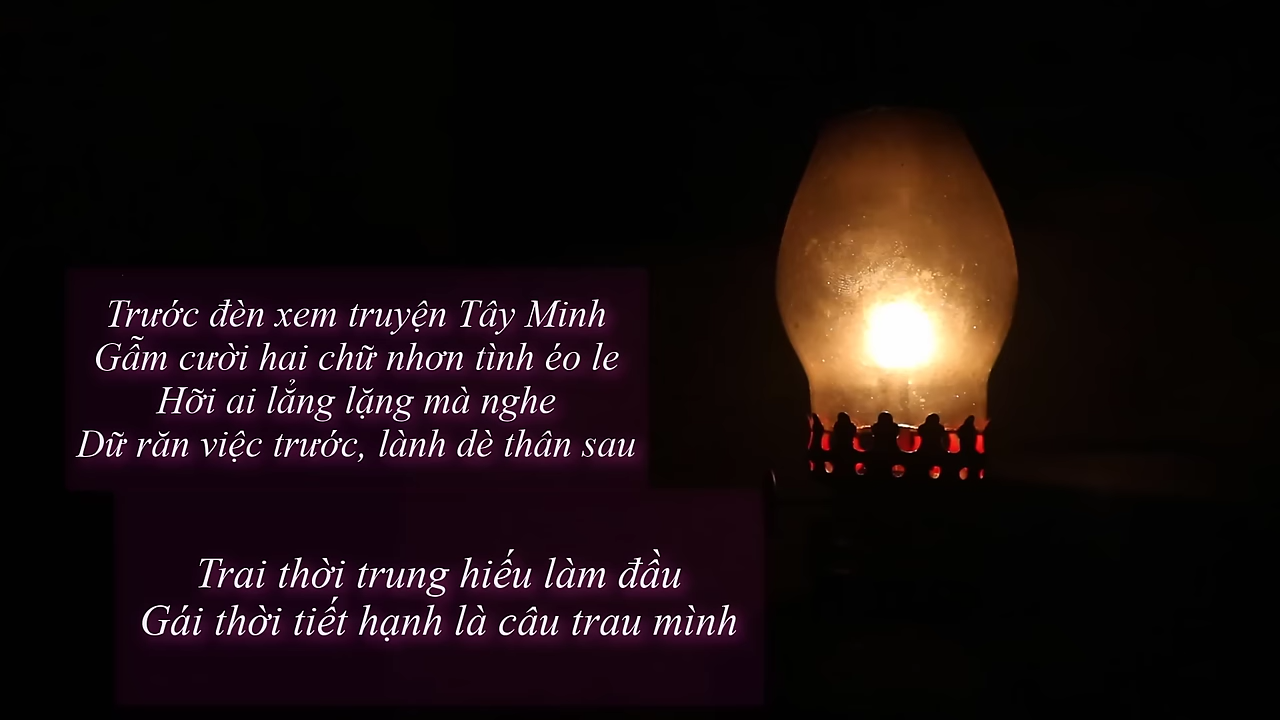 Trước đèn xem truyện Tây Minh
Gẫm cười hai chữ nhơn tình éo le
Hỡi ai lẳng lặng mà nghe
Dữ răn việc trước, lành dè thân sau
Trai thời trung hiếu làm đầu
Gái thời tiết hạnh là câu trau mình